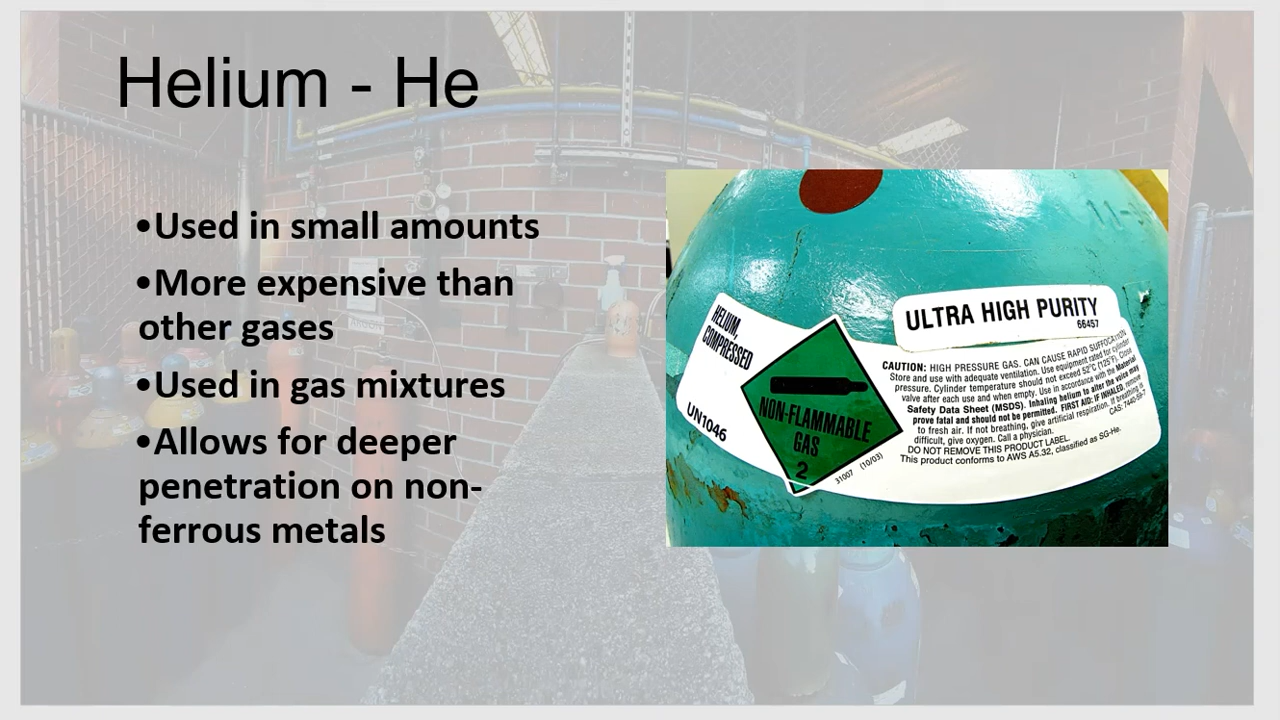 Helium - He
•Used in small amounts
•More expensive than
other gases
•Used in gas mixtures
•Allows for deeper
penetration on non-
ferrous metals
HELIUM,
COMPRESSED
UN1046
NON-FLAMMABLE
GAS
2
31007 (10/03)
ULTRA HIGH PURITY
66457
CAUTION: HIGH PRESSURE GAS. CAN CAUSE RAPID SUFFOCATION
Store and use with adequate ventilation. Use equipment rated for cylinder
pressure. Cylinder temperature should not exceed 52°C (125°F). Close
valve after each use and when empty. Use in accordance with the Material
Safety Data Sheet (MSDS). Inhaling helium to alter the voice may
prove fatal and should not be permitted. FIRST AID: IF INHALED, remove
to fresh air. If not breathing, give artificial respiration. If breathing is
difficult, give oxygen. Call a physician. CAS: 7440-59-7
DO NOT REMOVE THIS PRODUCT LABEL.
This product conforms to AWS A5.32, classified as SG-He.